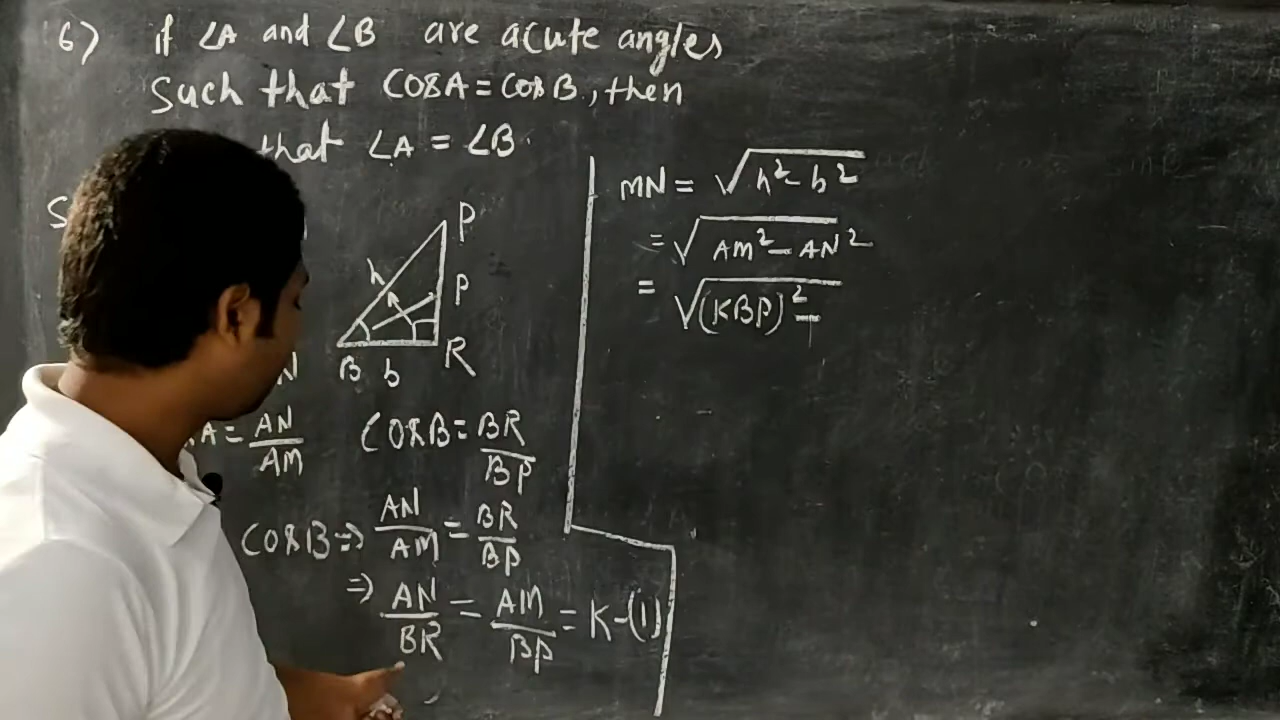 6) if ∠A and ∠B are acute angles
Such that COSA = COSB, then
that ∠A = ∠B.
S
P
h
P
B b R
N
A = AN/AM
COSB = BR/BP
COSB ⇒ AN/AM = BR/BP
⇒ AN/BR = AM/BP = K -(1)
MN = √h² - b²
= √AM² - AN²
= √(KBP)² -